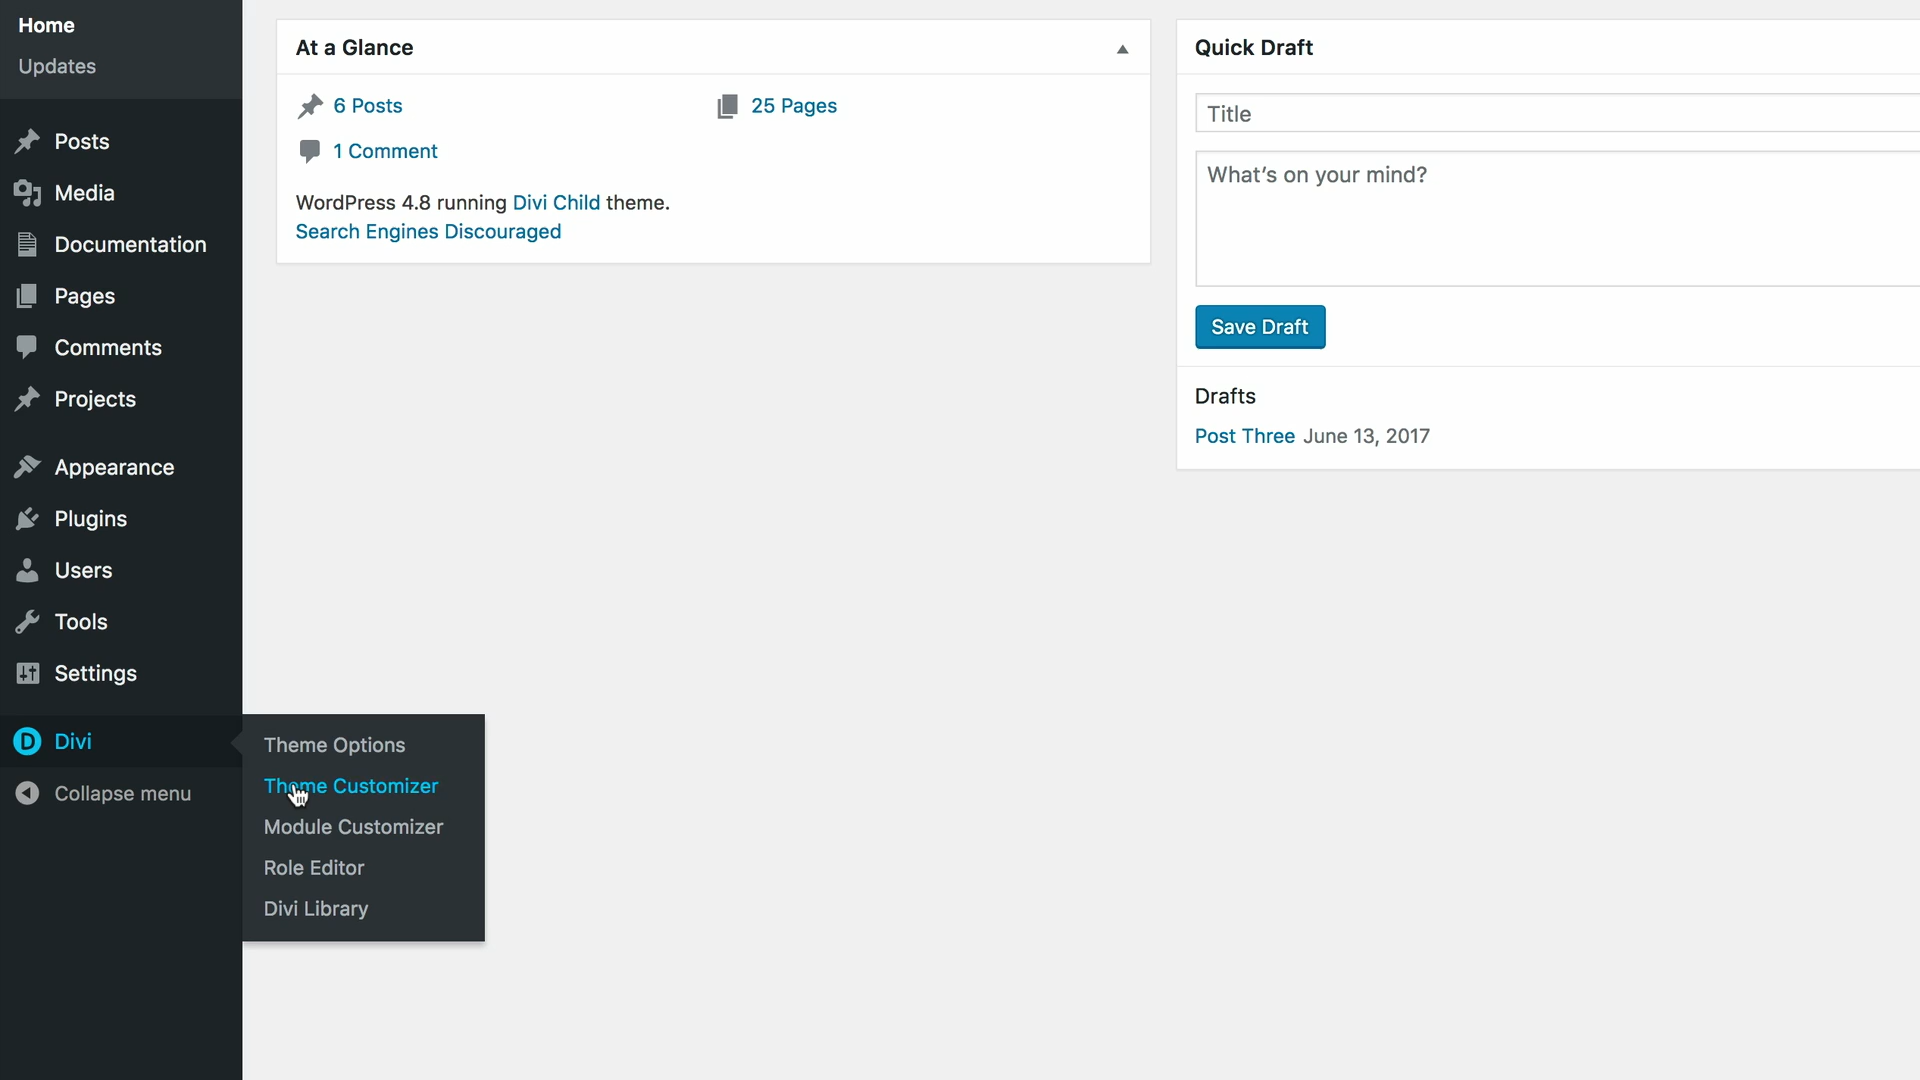 Home
Updates
Posts
Media
Documentation
Pages
Comments
Projects
Appearance
Plugins
Users
Tools
Settings
Divi
Collapse menu
Theme Options
Theme Customizer
Module Customizer
Role Editor
Divi Library
At a Glance
6 Posts
25 Pages
1 Comment
WordPress 4.8 running Divi Child theme.
Search Engines Discouraged
Quick Draft
Title
What's on your mind?
Save Draft
Drafts
Post Three June 13, 2017